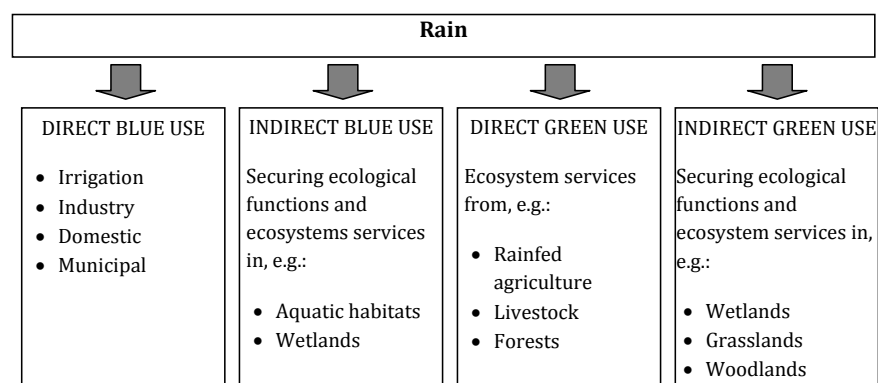 Rain
DIRECT BLUE USE
• Irrigation
• Industry
• Domestic
• Municipal
INDIRECT BLUE USE
Securing ecological
functions and
ecosystems services
in, e.g.:
• Aquatic habitats
• Wetlands
DIRECT GREEN USE
Ecosystem services
from, e.g.:
• Rainfed
agriculture
• Livestock
• Forests
INDIRECT GREEN USE
Securing ecological
functions and
ecosystem services in,
e.g.:
• Wetlands
• Grasslands
• Woodlands